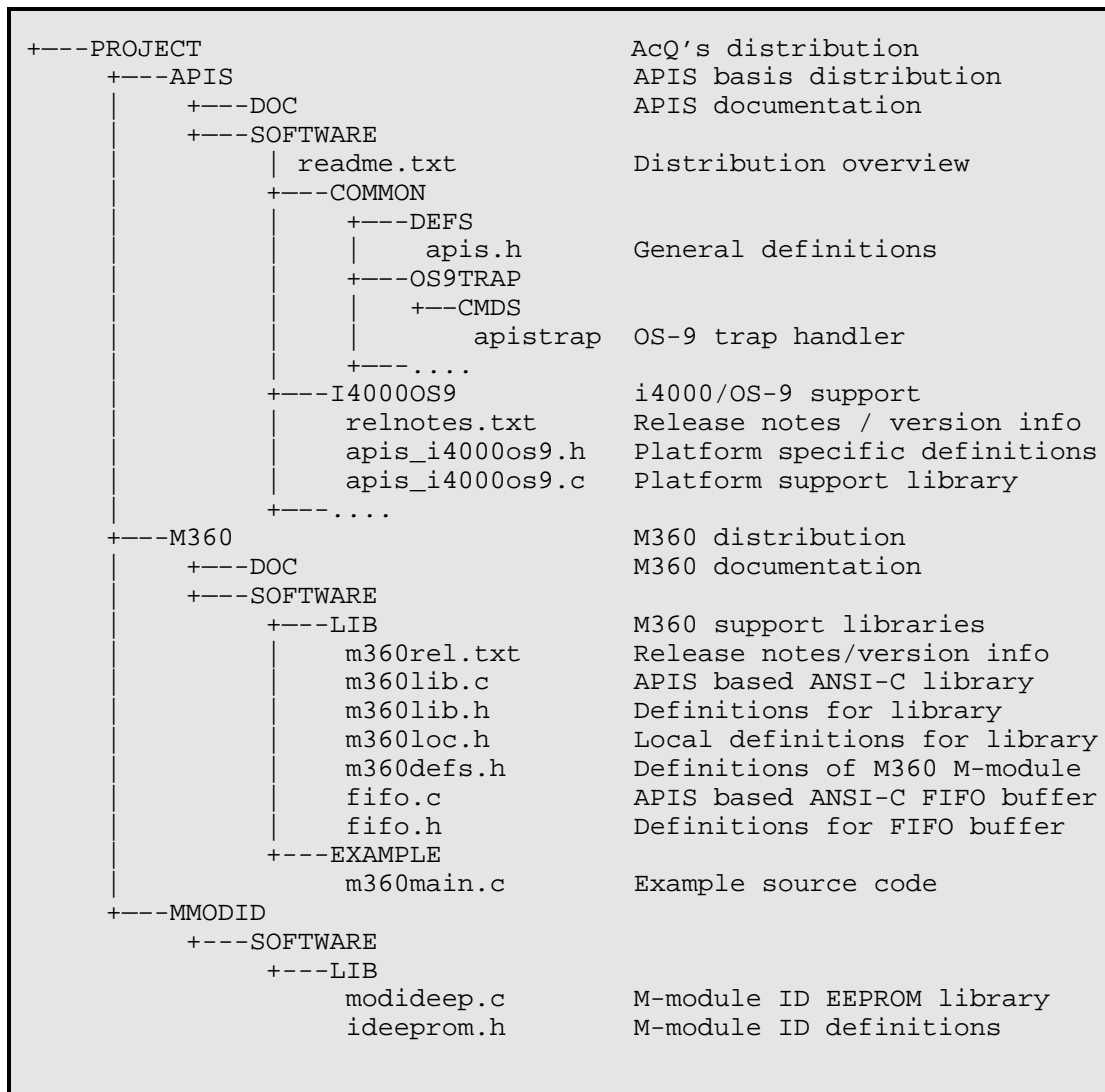 +---PROJECT AcQ's distribution
+---APIS APIS basis distribution
| +---DOC APIS documentation
| +---SOFTWARE
| | readme.txt Distribution overview
| +---COMMON
| | +---DEFS
| | | apis.h General definitions
| | +---OS9TRAP
| | | +--CMDS
| | | apistrap OS-9 trap handler
| | +---....
| +---I4000OS9 i4000/OS-9 support
| | relnotes.txt Release notes / version info
| | apis_i4000os9.h Platform specific definitions
| | apis_i4000os9.c Platform support library
| +---....
+---M360 M360 distribution
| +---DOC M360 documentation
| +---SOFTWARE
| +---LIB M360 support libraries
| | m360rel.txt Release notes/version info
| | m360lib.c APIS based ANSI-C library
| | m360lib.h Definitions for library
| | m360loc.h Local definitions for library
| | m360defs.h Definitions of M360 M-module
| | fifo.c APIS based ANSI-C FIFO buffer
| | fifo.h Definitions for FIFO buffer
| +---EXAMPLE
| m360main.c Example source code
+---MMODID
+---SOFTWARE
+---LIB
modideep.c M-module ID EEPROM library
ideeprom.h M-module ID definitions